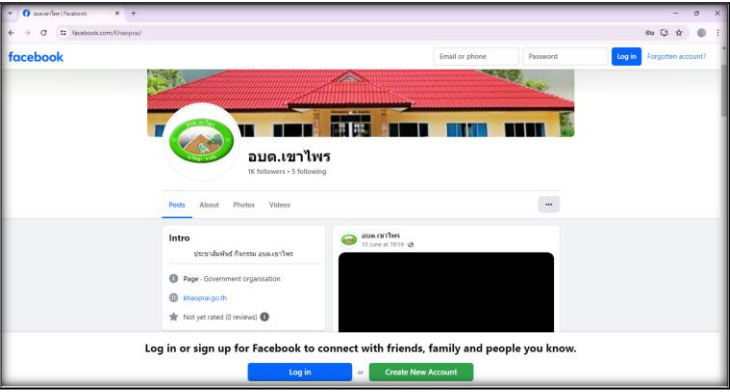 อบต.เขาไพร | Facebook
facebook.com/Khaoprai/
facebook
Email or phone
Password
Log in
Forgotten account?
อบต.เขาไพร
1K followers • 5 following
Posts
About
Photos
Videos
Intro
ประชาสัมพันธ์ กิจกรรม อบต.เขาไพร
Page · Government organisation
khaoprai.go.th
Not yet rated (0 reviews)
อบต.เขาไพร
10 June at 19:19
Log in or sign up for Facebook to connect with friends, family and people you know.
Log in
or
Create New Account